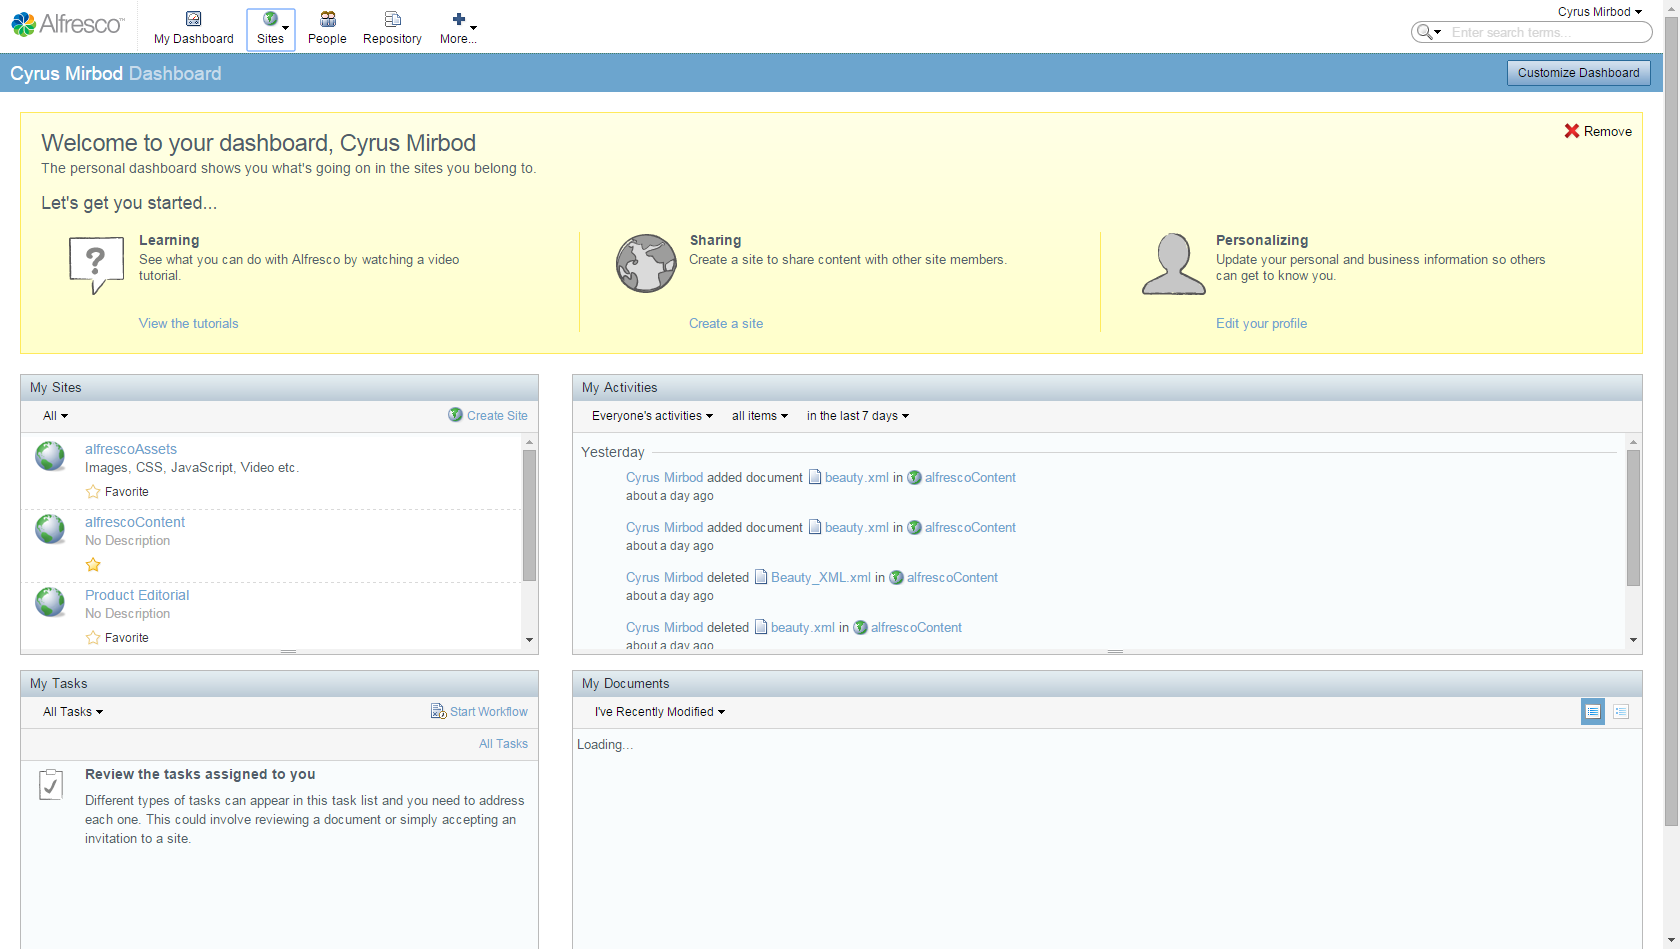 Alfresco™
My Dashboard
Sites
People
Repository
More...
Cyrus Mirbod
Enter search terms...
Cyrus Mirbod Dashboard
Customize Dashboard
Welcome to your dashboard, Cyrus Mirbod
Remove
The personal dashboard shows you what's going on in the sites you belong to.
Let's get you started...
Learning
See what you can do with Alfresco by watching a video
tutorial.
View the tutorials
Sharing
Create a site to share content with other site members.
Create a site
Personalizing
Update your personal and business information so others
can get to know you.
Edit your profile
My Sites
All
Create Site
alfrescoAssets
Images, CSS, JavaScript, Video etc.
Favorite
alfrescoContent
No Description
Product Editorial
No Description
Favorite
My Activities
Everyone's activities
all items
in the last 7 days
Yesterday
Cyrus Mirbod added document beauty.xml in alfrescoContent
about a day ago
Cyrus Mirbod added document beauty.xml in alfrescoContent
about a day ago
Cyrus Mirbod deleted Beauty_XML.xml in alfrescoContent
about a day ago
Cyrus Mirbod deleted beauty.xml in alfrescoContent
about a day ago
My Tasks
All Tasks
Start Workflow
All Tasks
Review the tasks assigned to you
Different types of tasks can appear in this task list and you need to address
each one. This could involve reviewing a document or simply accepting an
invitation to a site.
My Documents
I've Recently Modified
Loading...